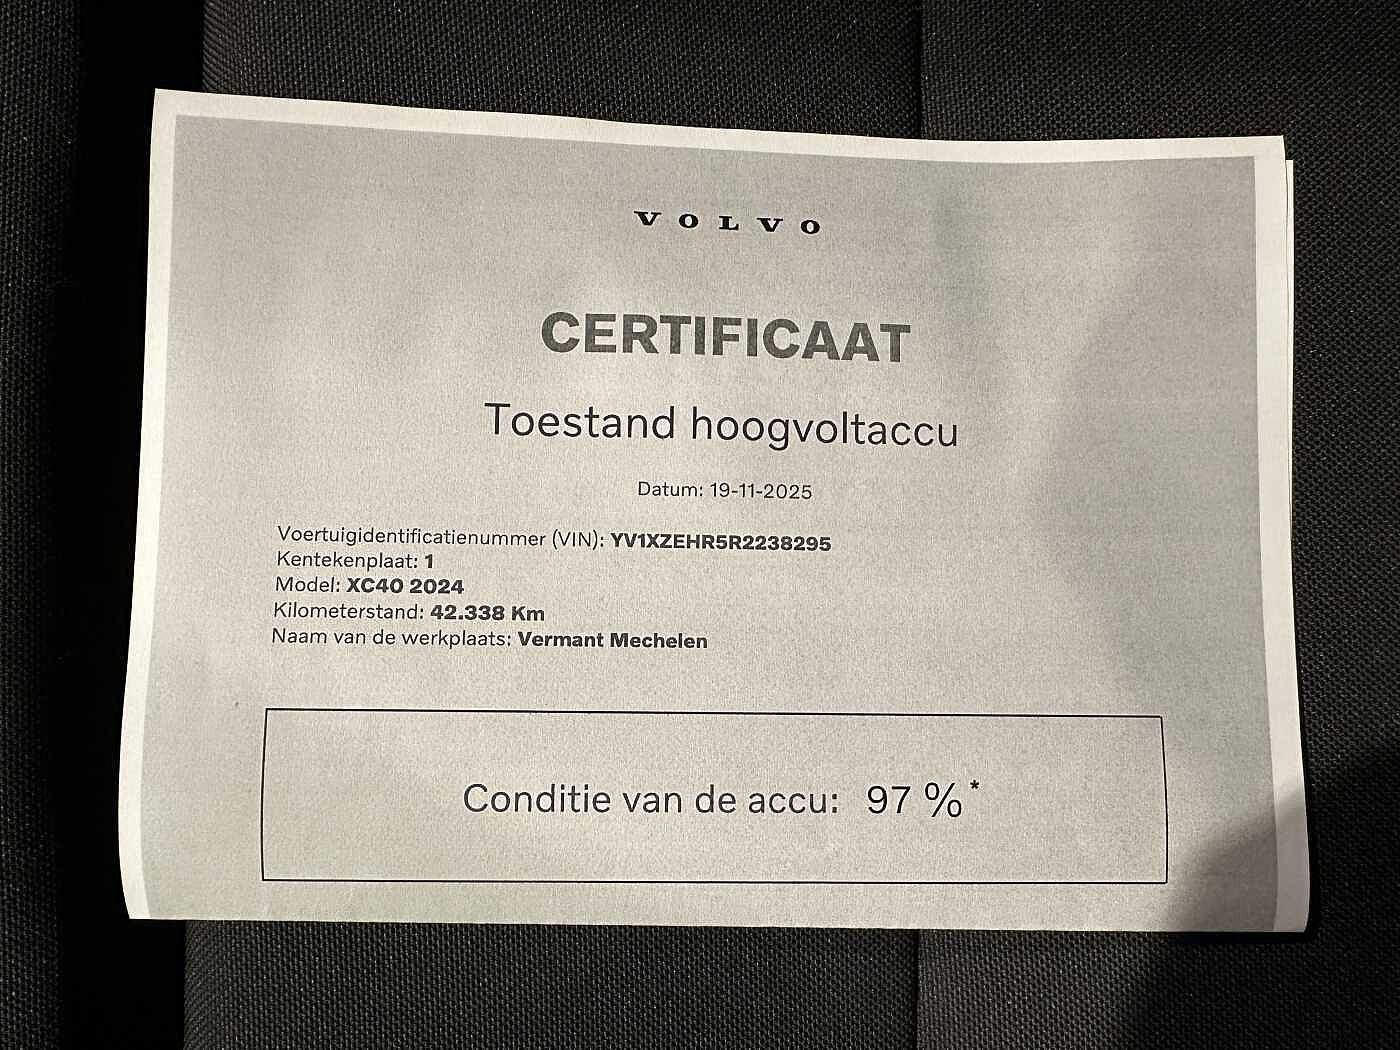 VOLVO
CERTIFICAAT
Toestand hoogvoltaccu
Datum: 19-11-2025
Voertuigidentificatienummer (VIN): YV1XZEHR5R2238295
Kentekenplaat: 1
Model: XC40 2024
Kilometerstand: 42.338 Km
Naam van de werkplaats: Vermant Mechelen
Conditie van de accu: 97 %*